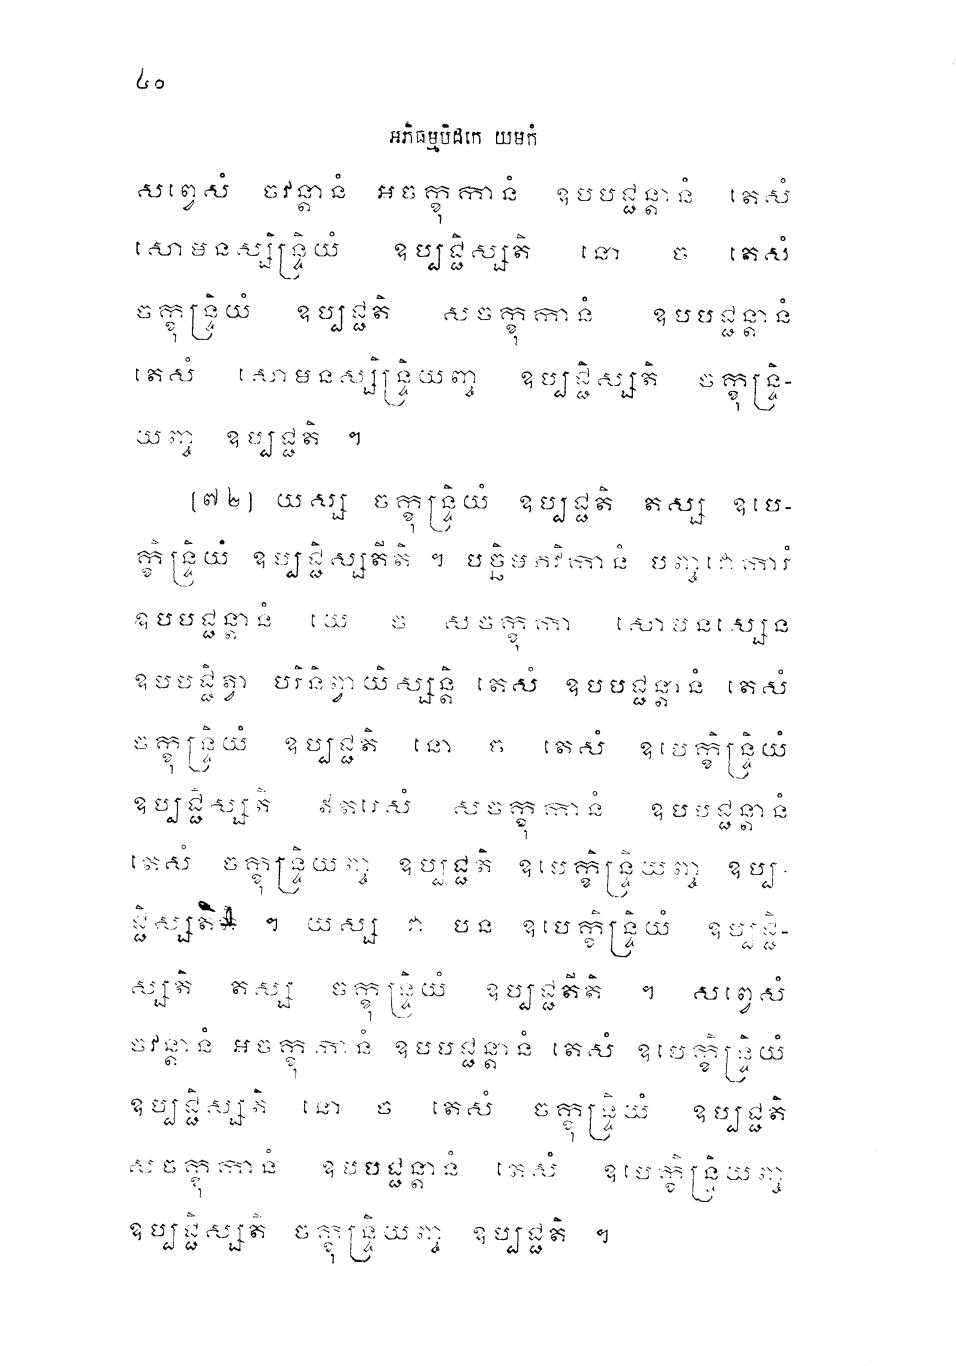 ៤០
អភិធម្មបិដកេ យមកំ
សព្វេសំ ចវន្តានំ អចក្ខុកានំ ឧបបជ្ជន្តានំ តេសំ
សោមនស្សិន្ទ្រិយំ ឧប្បជ្ជិស្សតិ នោ ច តេសំ
ចក្ខុន្ទ្រិយំ ឧប្បជ្ជតិ សចក្ខុកានំ ឧបបជ្ជន្តានំ
តេសំ សោមនស្សិន្ទ្រិយញ្ច ឧប្បជ្ជិស្សតិ ចក្ខុន្ទ្រិ-
យញ្ច ឧប្បជ្ជតិ ។
[៧២] យស្ស ចក្ខុន្ទ្រិយំ ឧប្បជ្ជតិ តស្ស ឧបេ-
ក្ខិន្ទ្រិយំ ឧប្បជ្ជិស្សតីតិ ។ បច្ឆិមភវិកានំ បញ្ចវោការំ
ឧបបជ្ជន្តានំ យេ ច សចក្ខុកា សោមនស្សេន
ឧបបជ្ជិត្វា បរិនិព្វាយិស្សន្តិ តេសំ ឧបបជ្ជន្តានំ តេសំ
ចក្ខុន្ទ្រិយំ ឧប្បជ្ជតិ នោ ច តេសំ ឧបេក្ខិន្ទ្រិយំ
ឧប្បជ្ជិស្សតិ ឥតរេសំ សចក្ខុកានំ ឧបបជ្ជន្តានំ
តេសំ ចក្ខុន្ទ្រិយញ្ច ឧប្បជ្ជតិ ឧបេក្ខិន្ទ្រិយញ្ច ឧប្ប-
ជ្ជិស្សតិ ។ យស្ស វា បន ឧបេក្ខិន្ទ្រិយំ ឧប្បជ្ជិ-
ស្សតិ តស្ស ចក្ខុន្ទ្រិយំ ឧប្បជ្ជតីតិ ។ សព្វេសំ
ចវន្តានំ អចក្ខុកានំ ឧបបជ្ជន្តានំ តេសំ ឧបេក្ខិន្ទ្រិយំ
ឧប្បជ្ជិស្សតិ នោ ច តេសំ ចក្ខុន្ទ្រិយំ ឧប្បជ្ជតិ
សចក្ខុកានំ ឧបបជ្ជន្តានំ តេសំ ឧបេក្ខិន្ទ្រិយញ្ច
ឧប្បជ្ជិស្សតិ ចក្ខុន្ទ្រិយញ្ច ឧប្បជ្ជតិ ។